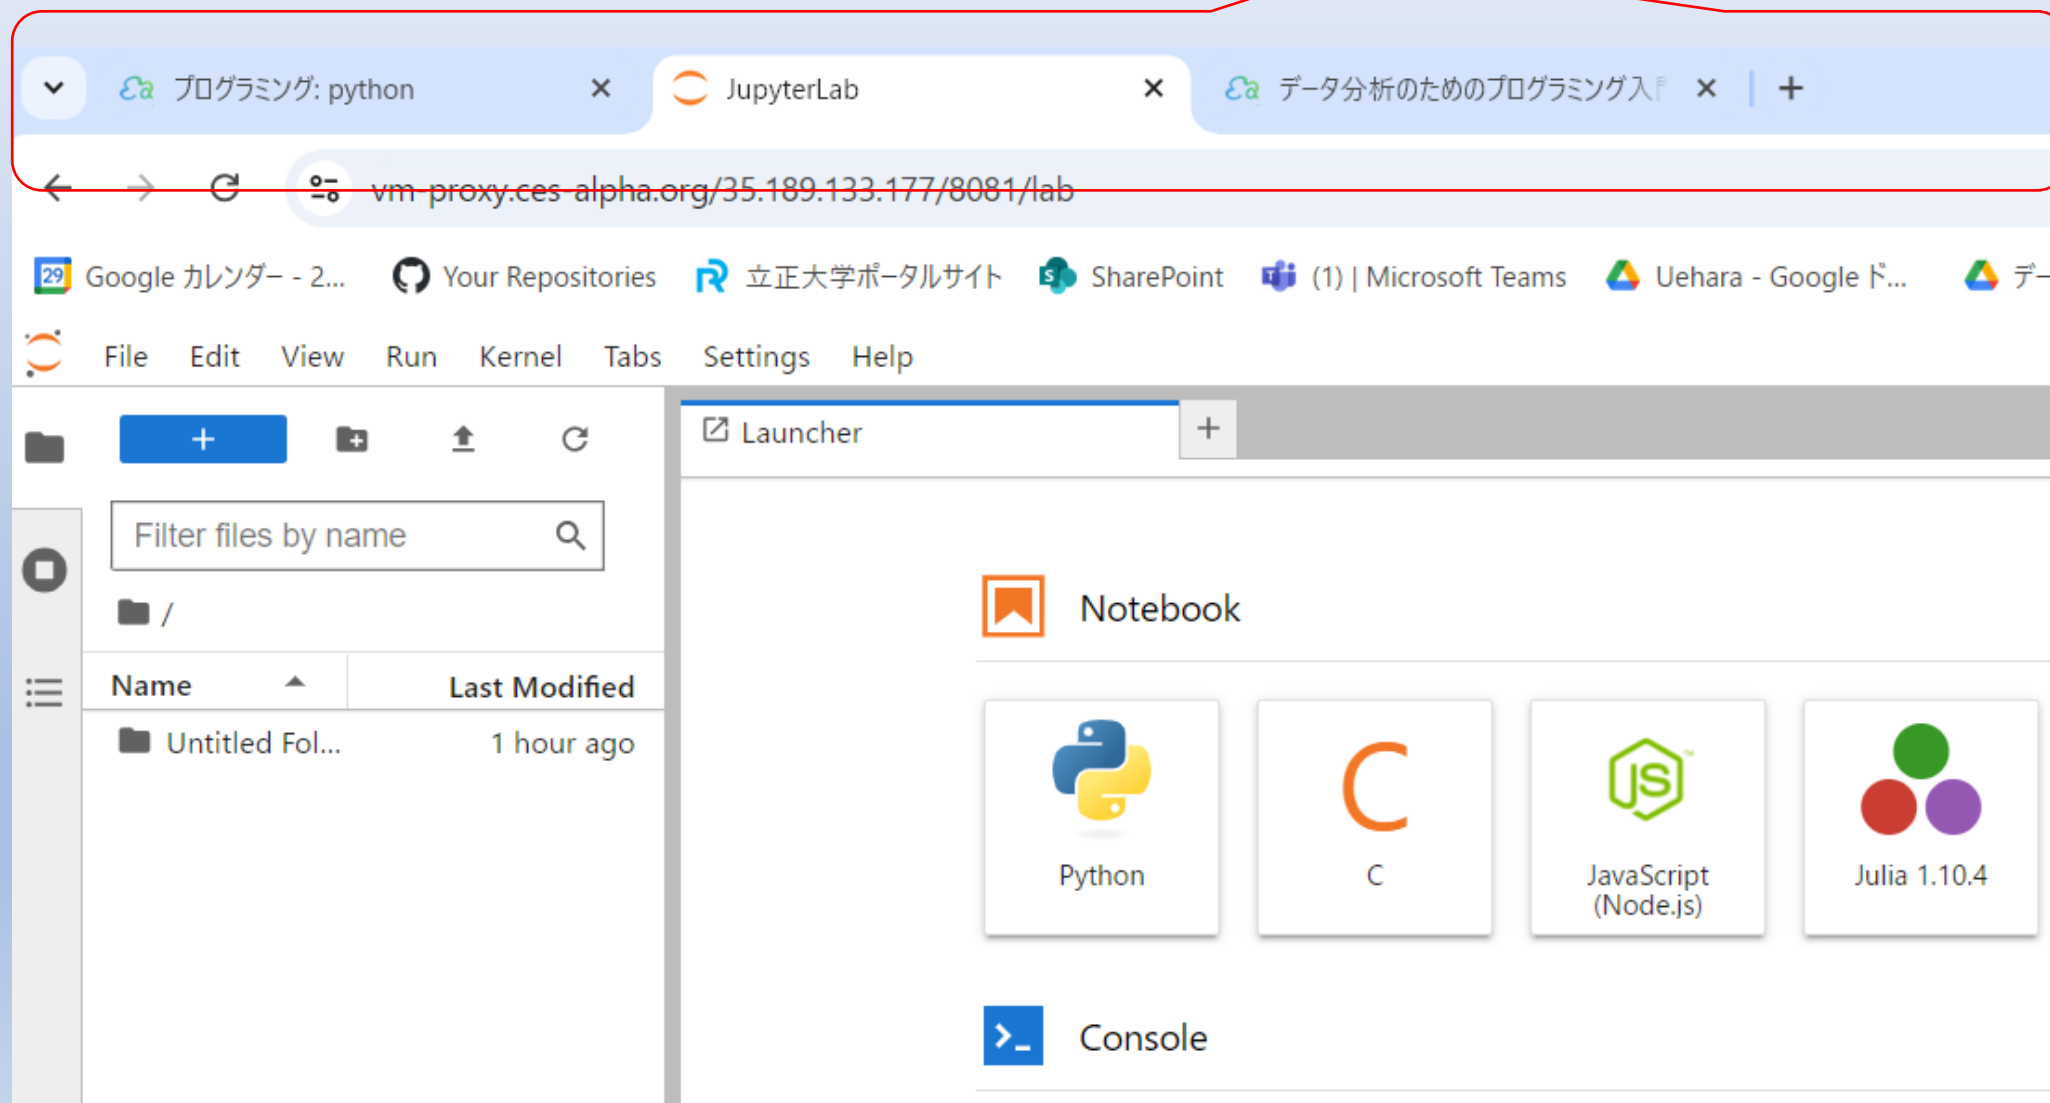 プログラミング: python
JupyterLab
データ分析のためのプログラミング入
vm-proxy.ces-alpha.org/35.189.133.177/8081/lab
29 Google カレンダー - 2... Your Repositories 立正大学ポータルサイト SharePoint (1) | Microsoft Teams Uehara - Google ド... デー
File Edit View Run Kernel Tabs Settings Help
Launcher
Filter files by name
/
Name Last Modified
Untitled Fol... 1 hour ago
Notebook
Python
C
JS
JavaScript
(Node.js)
Julia 1.10.4
Console